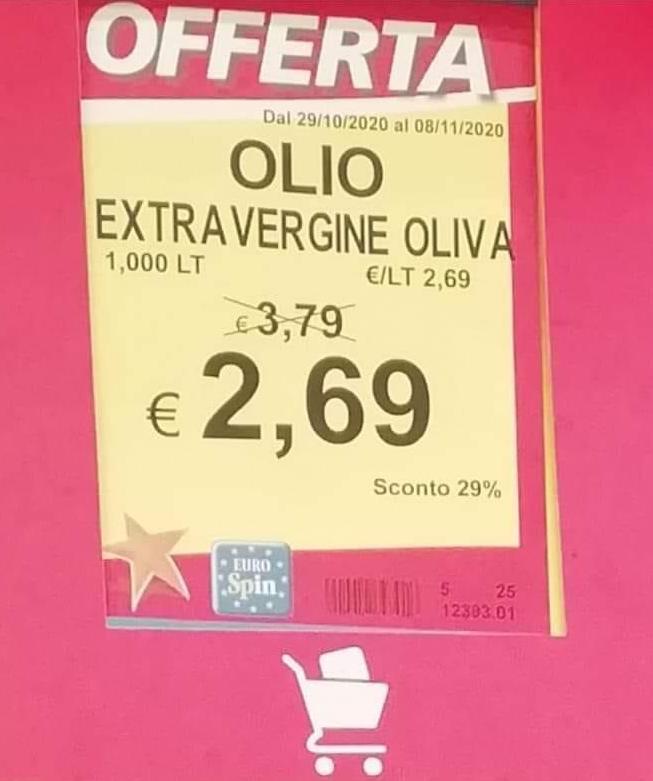 OFFERTA
Dal 29/10/2020 al 08/11/2020
OLIO
EXTRAVERGINE OLIVA
1,000 LT €/LT 2,69
€ 3,79
€ 2,69
Sconto 29%
EURO
Spin
5 25
12393.01